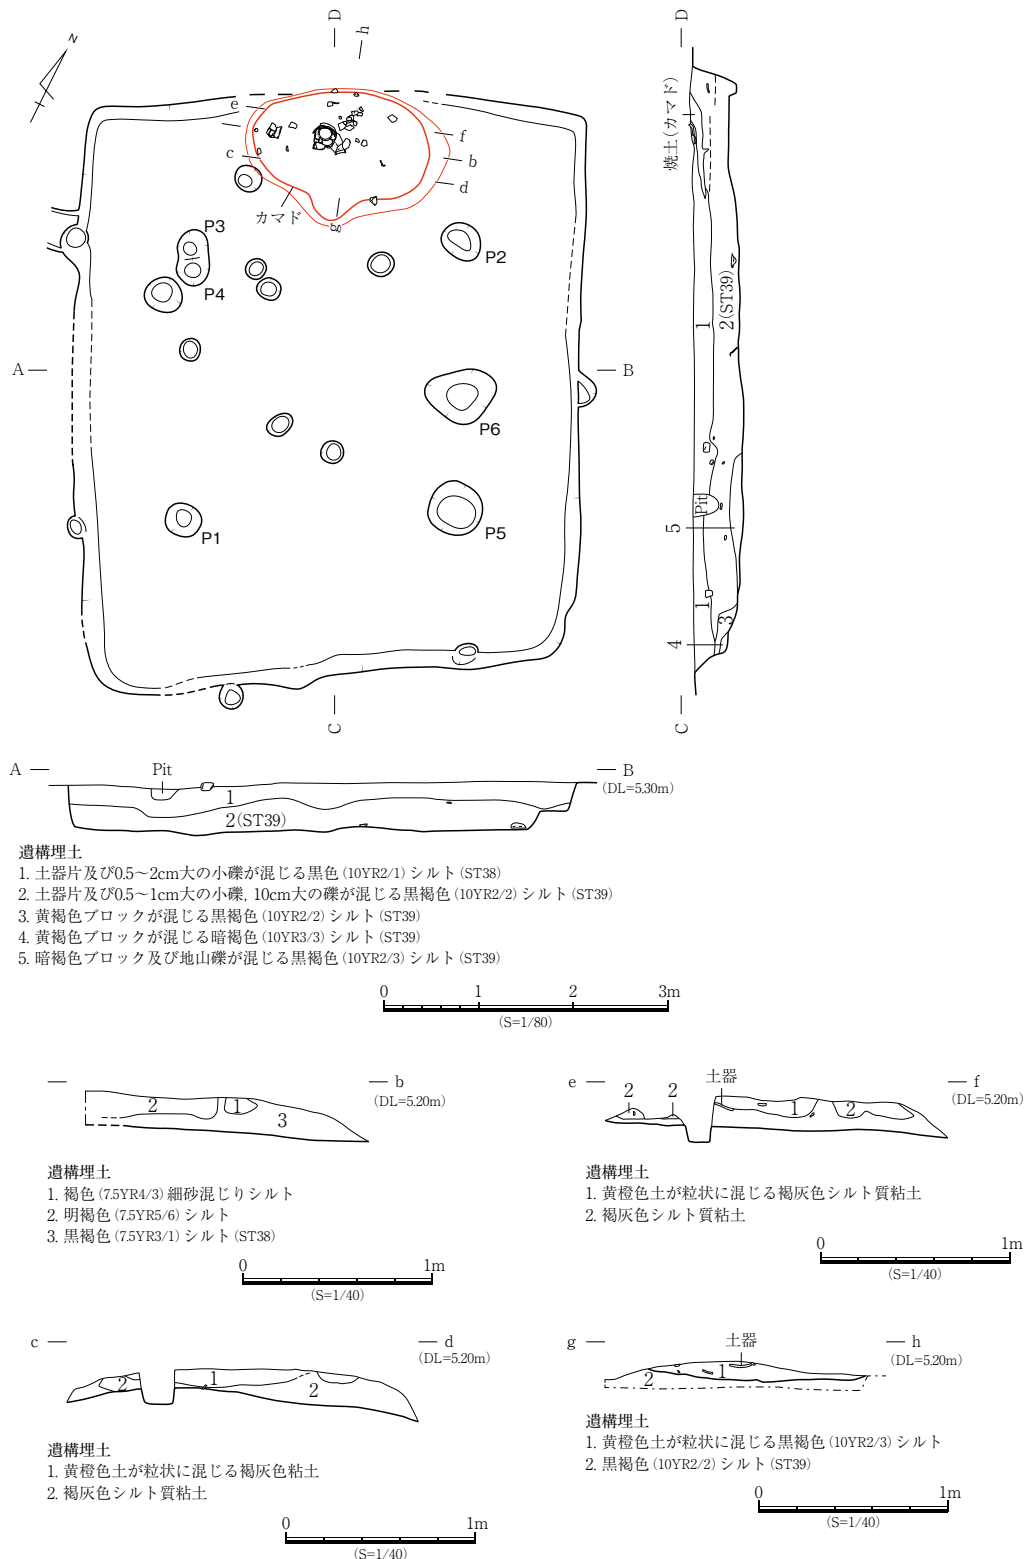 D
h
N
e
f
c
b
d
カマド
g
P3
P2
P4
A
B
P6
P1
P5
C
D
焼土(カマド)
1
2(ST39)
Pit
5
1
3
4
C
A
Pit
B
(DL=5.30m)
1
2(ST39)
遺構埋土
1. 土器片及び0.5～2cm大の小礫が混じる黒色(10YR2/1)シルト(ST38)
2. 土器片及び0.5～1cm大の小礫, 10cm大の礫が混じる黒褐色(10YR2/2)シルト(ST39)
3. 黄褐色ブロックが混じる黒褐色(10YR2/2)シルト(ST39)
4. 黄褐色ブロックが混じる暗褐色(10YR3/3)シルト(ST39)
5. 暗褐色ブロック及び地山礫が混じる黒褐色(10YR2/3)シルト(ST39)
0 1 2 3m
(S=1/80)
b
(DL=5.20m)
2 1 3
遺構埋土
1. 褐色(7.5YR4/3)細砂混じりシルト
2. 明褐色(7.5YR5/6)シルト
3. 黒褐色(7.5YR3/1)シルト(ST38)
0 1m
(S=1/40)
e
2 2 土器
f
(DL=5.20m)
1 2
遺構埋土
1. 黄橙色土が粒状に混じる褐灰色シルト質粘土
2. 褐灰色シルト質粘土
0 1m
(S=1/40)
c
d
(DL=5.20m)
2 1 2
遺構埋土
1. 黄橙色土が粒状に混じる褐灰色粘土
2. 褐灰色シルト質粘土
0 1m
(S=1/40)
g
土器
h
(DL=5.20m)
2 1
遺構埋土
1. 黄橙色土が粒状に混じる黒褐色(10YR2/3)シルト
2. 黒褐色(10YR2/2)シルト(ST39)
0 1m
(S=1/40)